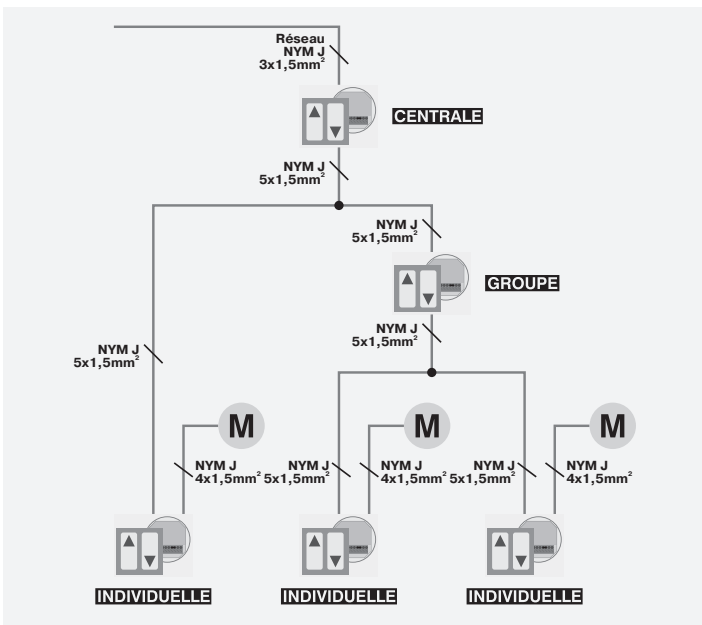 Réseau
NYM J
3x1,5mm²
CENTRALE
NYM J
5x1,5mm²
NYM J
5x1,5mm²
GROUPE
NYM J
5x1,5mm²
NYM J
5x1,5mm²
M
M
M
NYM J
4x1,5mm²
NYM J
5x1,5mm²
NYM J
4x1,5mm²
NYM J
5x1,5mm²
NYM J
4x1,5mm²
INDIVIDUELLE
INDIVIDUELLE
INDIVIDUELLE